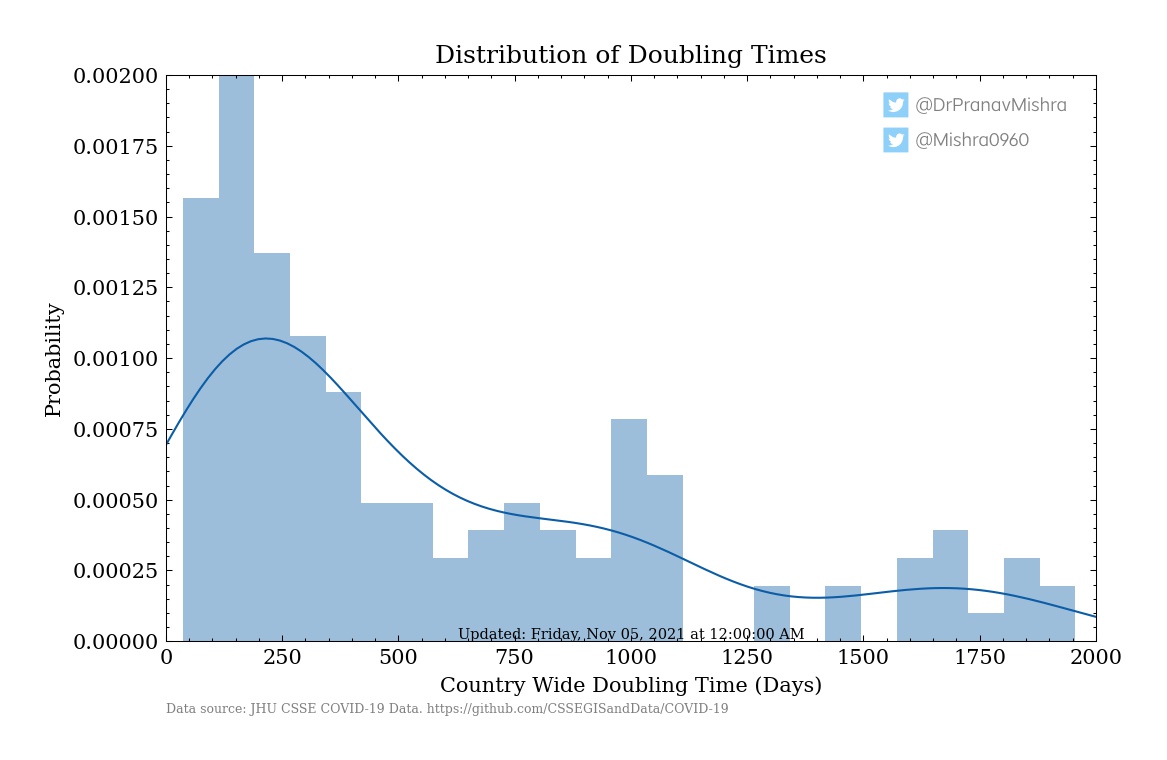 Distribution of Doubling Times
@DrPranavMishra
@Mishra0960
Probability
0.00200
0.00175
0.00150
0.00125
0.00100
0.00075
0.00050
0.00025
0.00000
Updated: Friday, Nov 05, 2021 at 12:00:00 AM
0 250 500 750 1000 1250 1500 1750 2000
Country Wide Doubling Time (Days)
Data source: JHU CSSE COVID-19 Data. https://github.com/CSSEGISandData/COVID-19